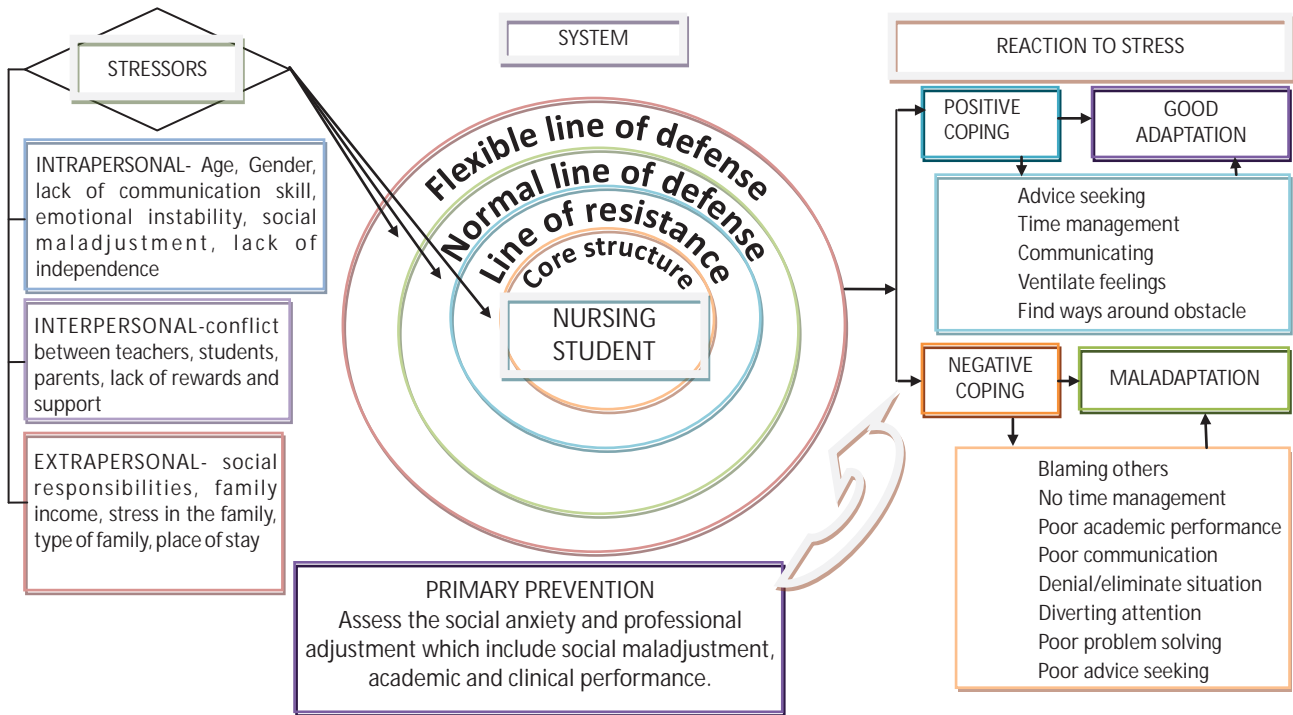 STRESSORS
INTRAPERSONAL- Age, Gender,
lack of communication skill,
emotional instability, social
maladjustment, lack of
independence
INTERPERSONAL-conflict
between teachers, students,
parents, lack of rewards and
support
EXTRAPERSONAL- social
responsibilities, family
income, stress in the family,
type of family, place of stay
SYSTEM
Flexible line of defense
Normal line of defense
Line of resistance
Core structure
NURSING
STUDENT
PRIMARY PREVENTION
Assess the social anxiety and professional
adjustment which include social maladjustment,
academic and clinical performance.
REACTION TO STRESS
POSITIVE
COPING
GOOD
ADAPTATION
Advice seeking
Time management
Communicating
Ventilate feelings
Find ways around obstacle
NEGATIVE
COPING
MALADAPTATION
Blaming others
No time management
Poor academic performance
Poor communication
Denial/eliminate situation
Diverting attention
Poor problem solving
Poor advice seeking